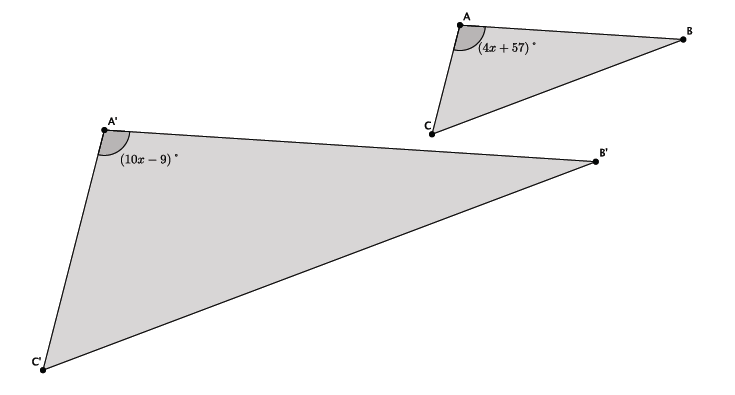 A
B
(4x + 57)°
C
A'
B'
(10x − 9)°
C'